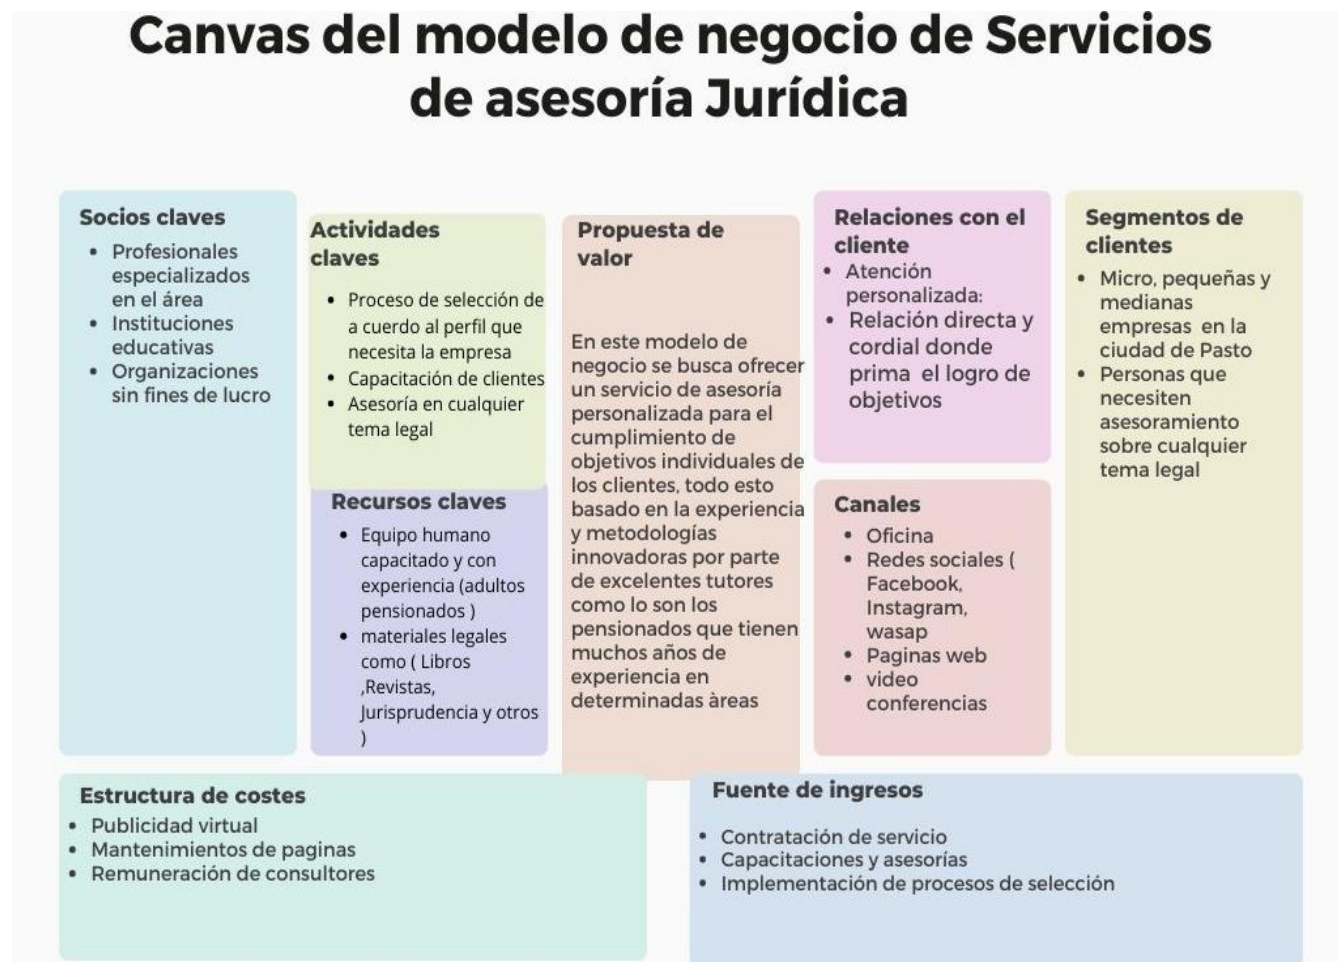 Canvas del modelo de negocio de Servicios
de asesoría Jurídica
Socios claves
• Profesionales
especializados
en el área
• Instituciones
educativas
• Organizaciones
sin fines de lucro
Actividades
claves
• Proceso de selección de
a cuerdo al perfil que
necesita la empresa
• Capacitación de clientes
• Asesoría en cualquier
tema legal
Recursos claves
• Equipo humano
capacitado y con
experiencia (adultos
pensionados )
• materiales legales
como ( Libros
,Revistas,
Jurisprudencia y otros
)
Propuesta de
valor
En este modelo de
negocio se busca ofrecer
un servicio de asesoría
personalizada para el
cumplimiento de
objetivos individuales de
los clientes, todo esto
basado en la experiencia
y metodologías
innovadoras por parte
de excelentes tutores
como lo son los
pensionados que tienen
muchos años de
experiencia en
determinadas àreas
Relaciones con el
cliente
• Atención
personalizada:
• Relación directa y
cordial donde
prima el logro de
objetivos
Canales
• Oficina
• Redes sociales (
Facebook,
Instagram,
wasap
• Paginas web
• video
conferencias
Segmentos de
clientes
• Micro, pequeñas y
medianas
empresas en la
ciudad de Pasto
• Personas que
necesiten
asesoramiento
sobre cualquier
tema legal
Estructura de costes
• Publicidad virtual
• Mantenimientos de paginas
• Remuneración de consultores
Fuente de ingresos
• Contratación de servicio
• Capacitaciones y asesorías
• Implementación de procesos de selección